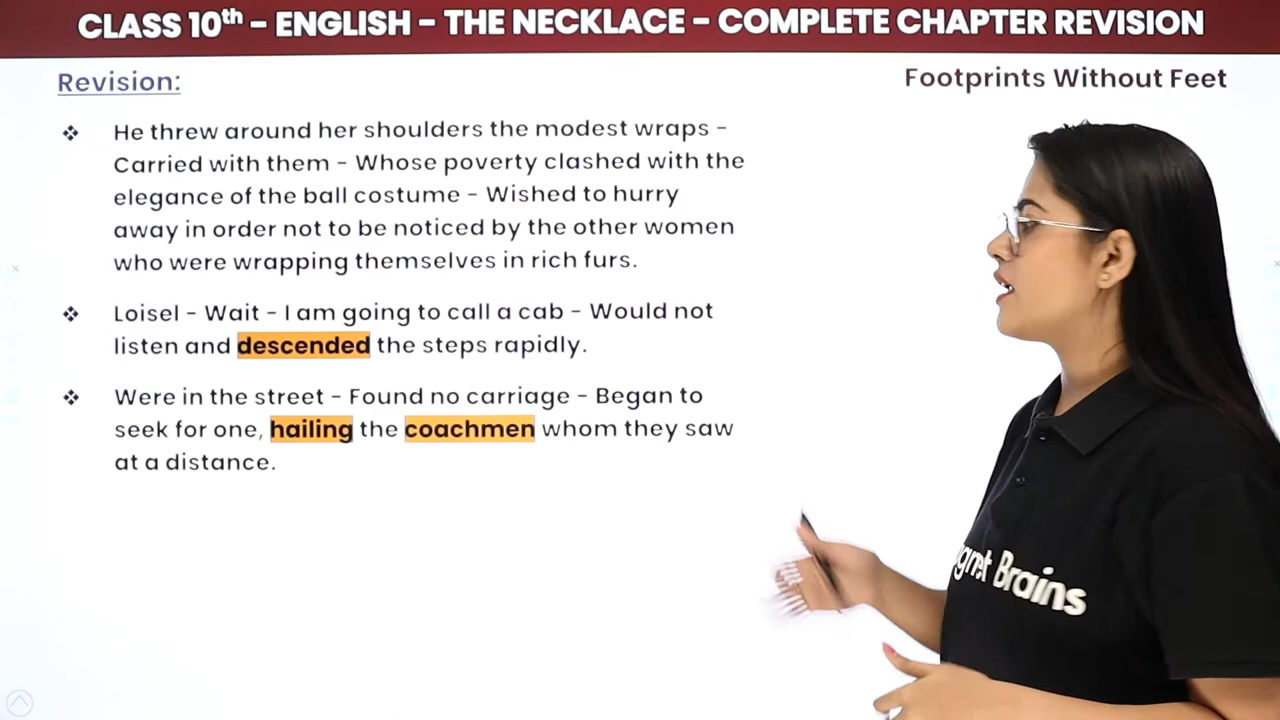 CLASS 10th – ENGLISH – THE NECKLACE – COMPLETE CHAPTER REVISION
Revision:
Footprints Without Feet
❖ He threw around her shoulders the modest wraps –
Carried with them – Whose poverty clashed with the
elegance of the ball costume – Wished to hurry
away in order not to be noticed by the other women
who were wrapping themselves in rich furs.
❖ Loisel – Wait – I am going to call a cab – Would not
listen and descended the steps rapidly.
❖ Were in the street – Found no carriage – Began to
seek for one, hailing the coachmen whom they saw
at a distance.
Brains